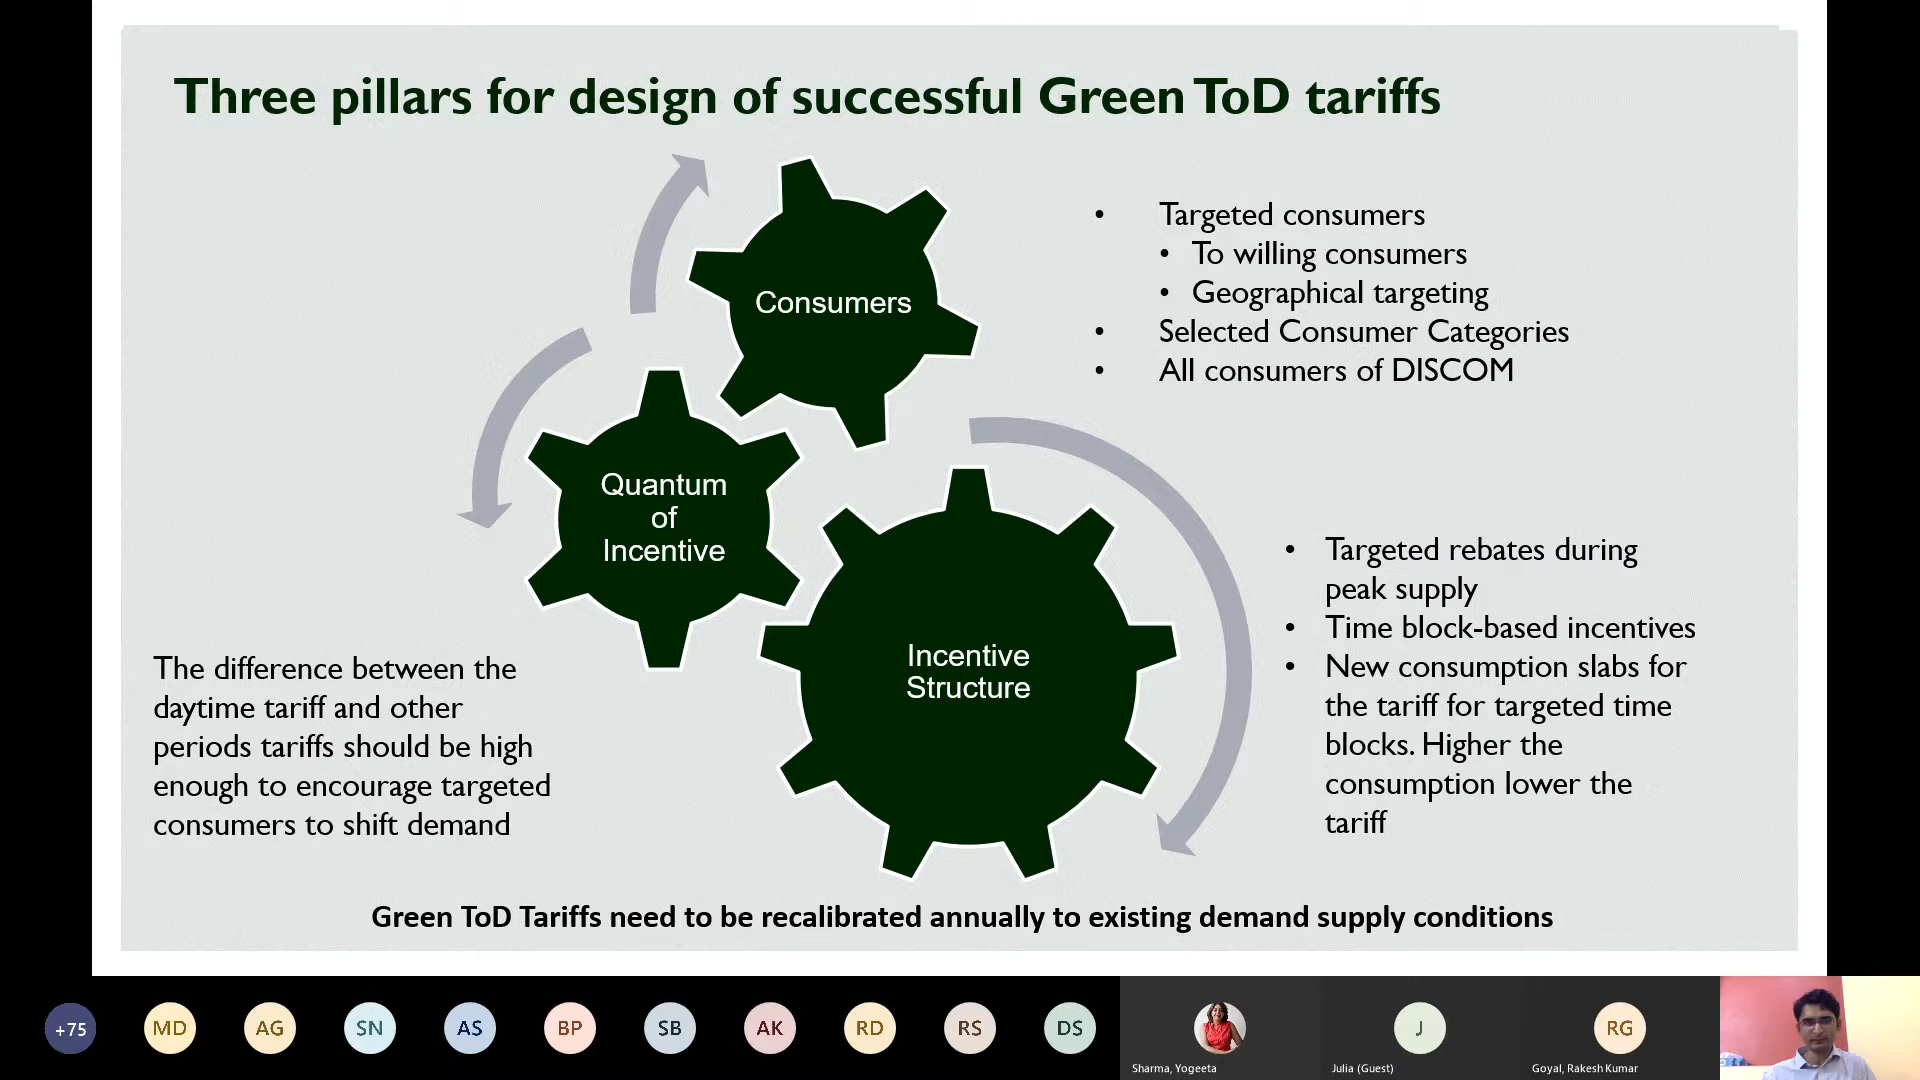 Three pillars for design of successful Green ToD tariffs
Consumers
• Targeted consumers
• To willing consumers
• Geographical targeting
• Selected Consumer Categories
• All consumers of DISCOM
Quantum
of
Incentive
The difference between the
daytime tariff and other
periods tariffs should be high
enough to encourage targeted
consumers to shift demand
Incentive
Structure
• Targeted rebates during
peak supply
• Time block-based incentives
• New consumption slabs for
the tariff for targeted time
blocks. Higher the
consumption lower the
tariff
Green ToD Tariffs need to be recalibrated annually to existing demand supply conditions
+75
MD
AG
SN
AS
BP
SB
AK
RD
RS
DS
Sharma, Yogeeta
J
Julia (Guest)
RG
Goyal, Rakesh Kumar